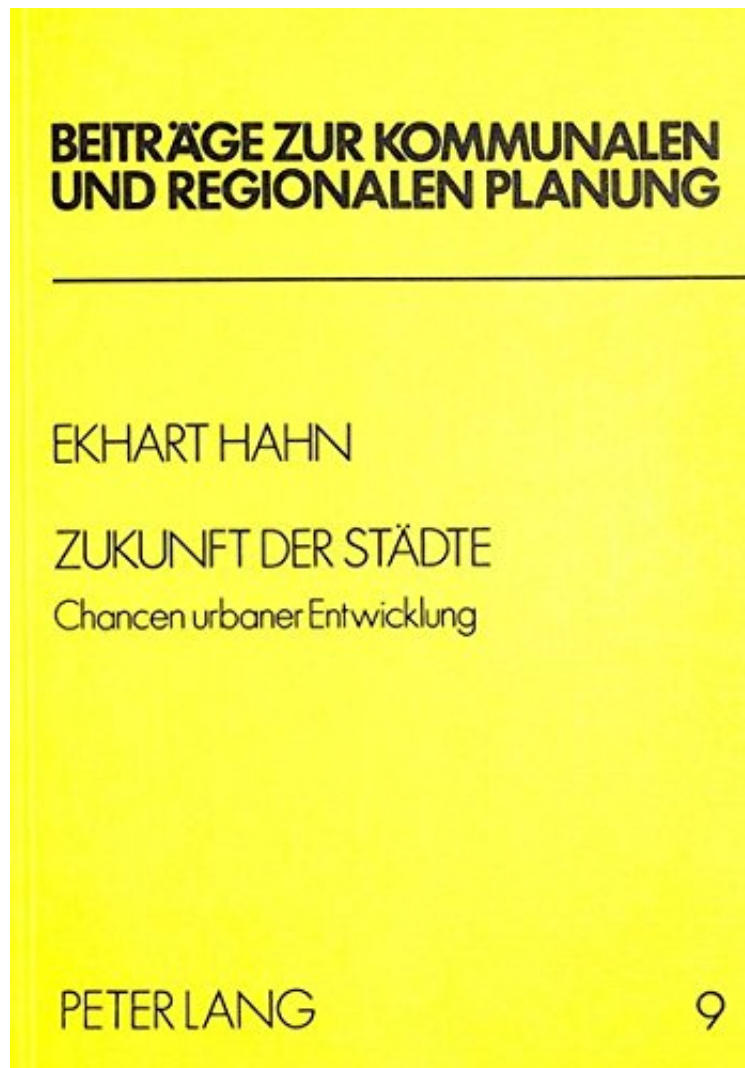 BEITRÄGE ZUR KOMMUNALEN
UND REGIONALEN PLANUNG
EKHART HAHN
ZUKUNFT DER STÄDTE
Chancen urbaner Entwicklung
PETER LANG
9